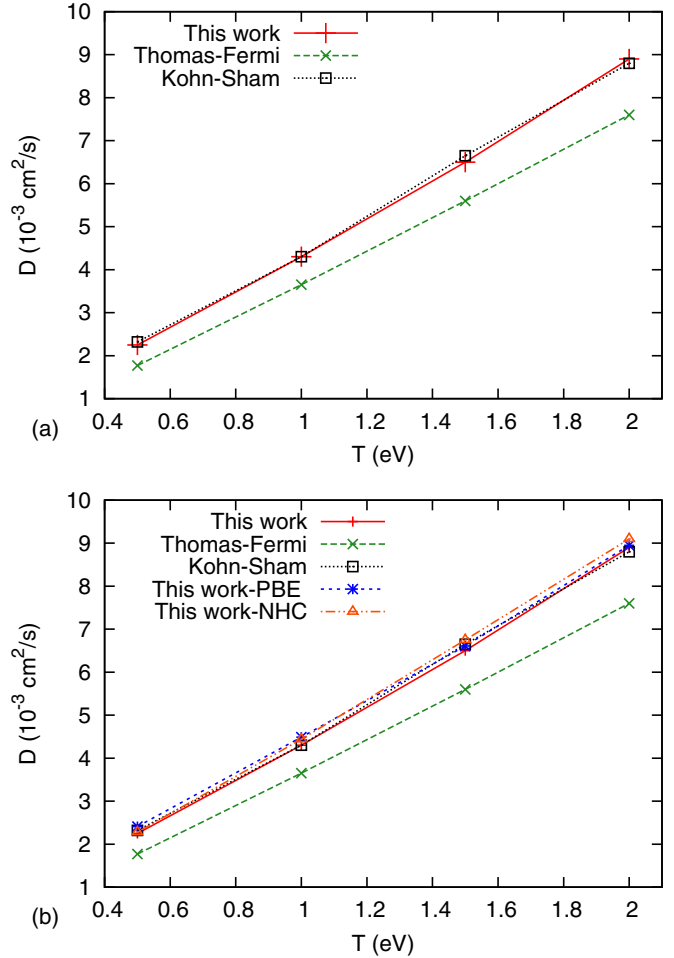 10
9
8
7
6
5
4
3
2
1
D (10⁻³ cm²/s)
This work
Thomas-Fermi
Kohn-Sham
0.4 0.6 0.8 1 1.2 1.4 1.6 1.8 2
(a)
T (eV)
10
9
8
7
6
5
4
3
2
1
D (10⁻³ cm²/s)
This work
Thomas-Fermi
Kohn-Sham
This work-PBE
This work-NHC
0.4 0.6 0.8 1 1.2 1.4 1.6 1.8 2
(b)
T (eV)